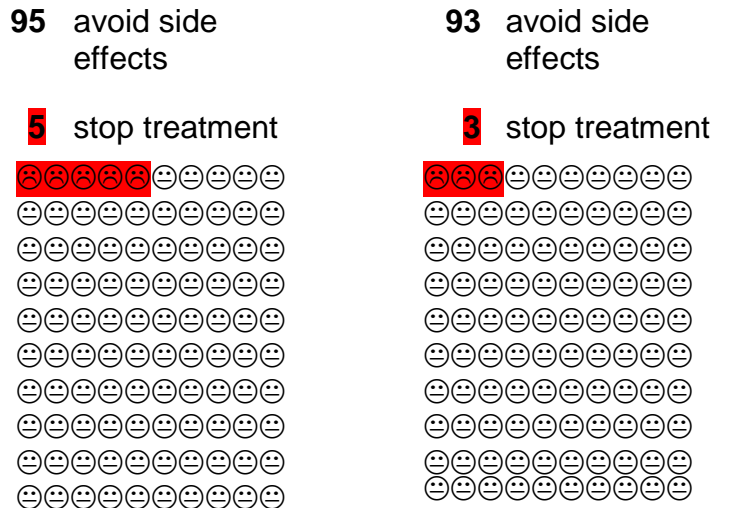 95 avoid side
effects
5 stop treatment
93 avoid side
effects
3 stop treatment